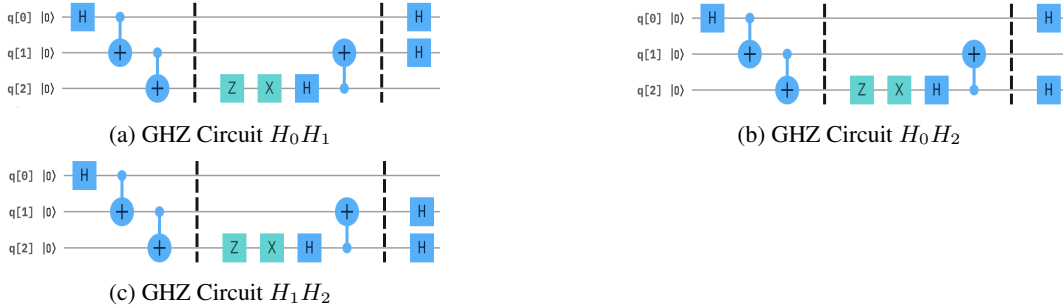 q[0] |0⟩ H H
q[1] |0⟩ + + H
q[2] |0⟩ + Z X H
(a) GHZ Circuit H₀H₁
q[0] |0⟩ H H
q[1] |0⟩ + +
q[2] |0⟩ + Z X H H
(b) GHZ Circuit H₀H₂
q[0] |0⟩ H
q[1] |0⟩ + + H
q[2] |0⟩ + Z X H H
(c) GHZ Circuit H₁H₂